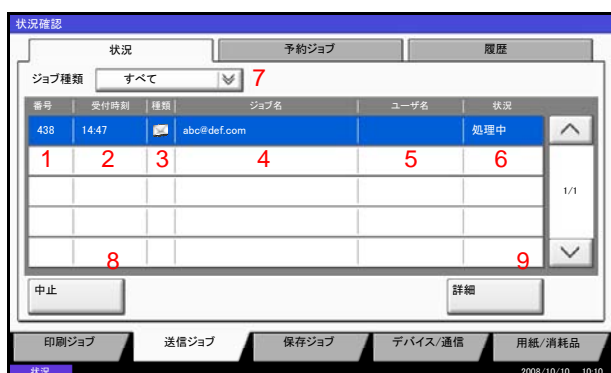 状況確認
状況 予約ジョブ 履歴
ジョブ種類 すべて 7
番号 受付時刻 種類 ジョブ名 ユーザ名 状況
438 14:47 abc@def.com 処理中
1 2 3 4 5 6
1/1
8 9
中止 詳細
印刷ジョブ 送信ジョブ 保存ジョブ デバイス/通信 用紙/消耗品
状況 2008/10/10 10:10